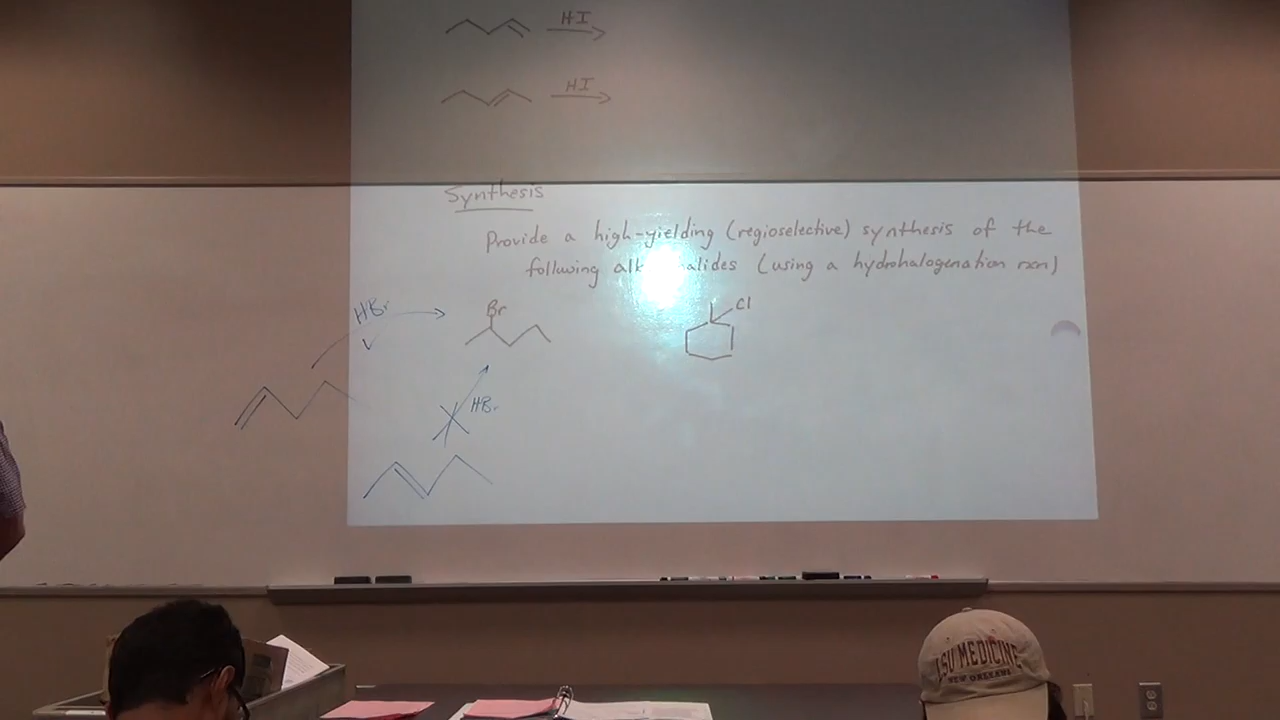 HI
HI
Synthesis
Provide a high-yielding (regioselective) synthesis of the
following alk alides (using a hydrohalogenation rxn)
HBr
Br
Cl
HBr
LSU MEDICINE
NEW ORLEANS